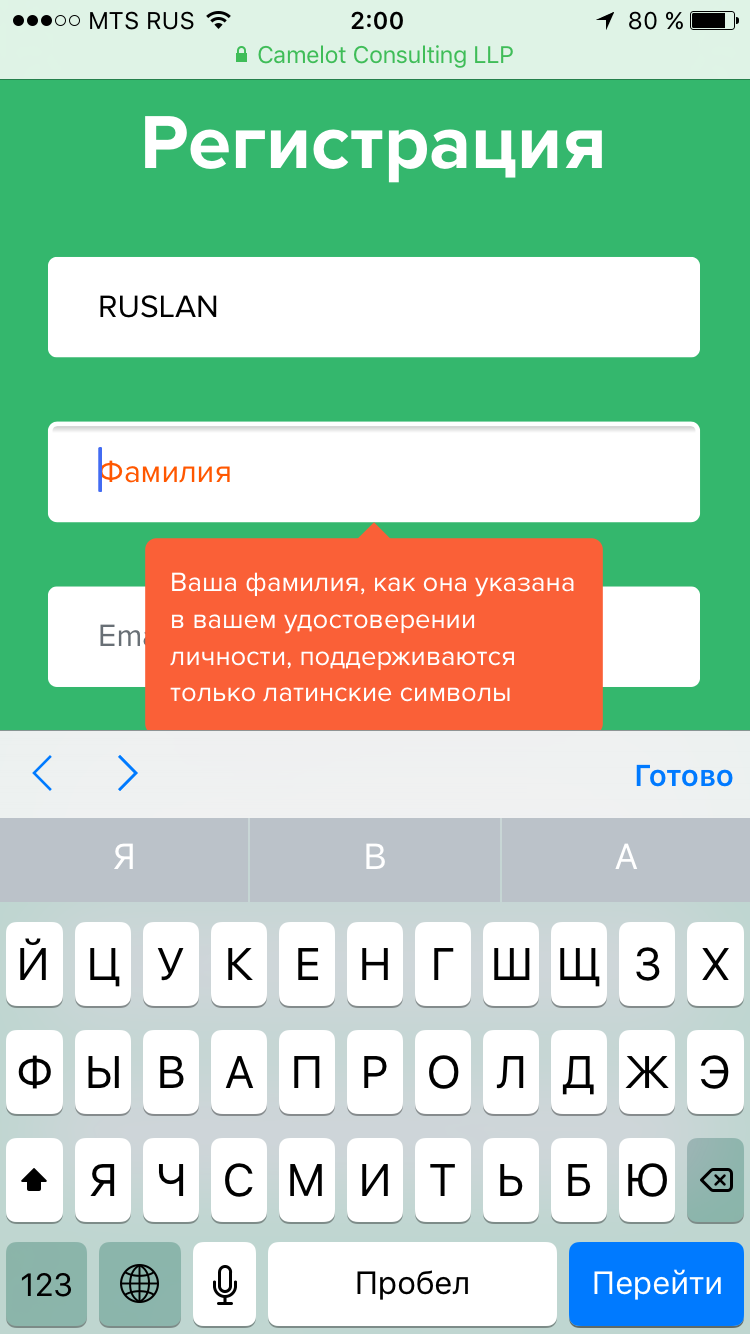 MTS RUS 2:00 80 %
Camelot Consulting LLP
Регистрация
RUSLAN
Фамилия
Ваша фамилия, как она указана
в вашем удостоверении
личности, поддерживаются
только латинские символы
Готово
Я В А
Й Ц У К Е Н Г Ш Щ З Х
Ф Ы В А П Р О Л Д Ж Э
Я Ч С М И Т Ь Б Ю
123 Пробел Перейти